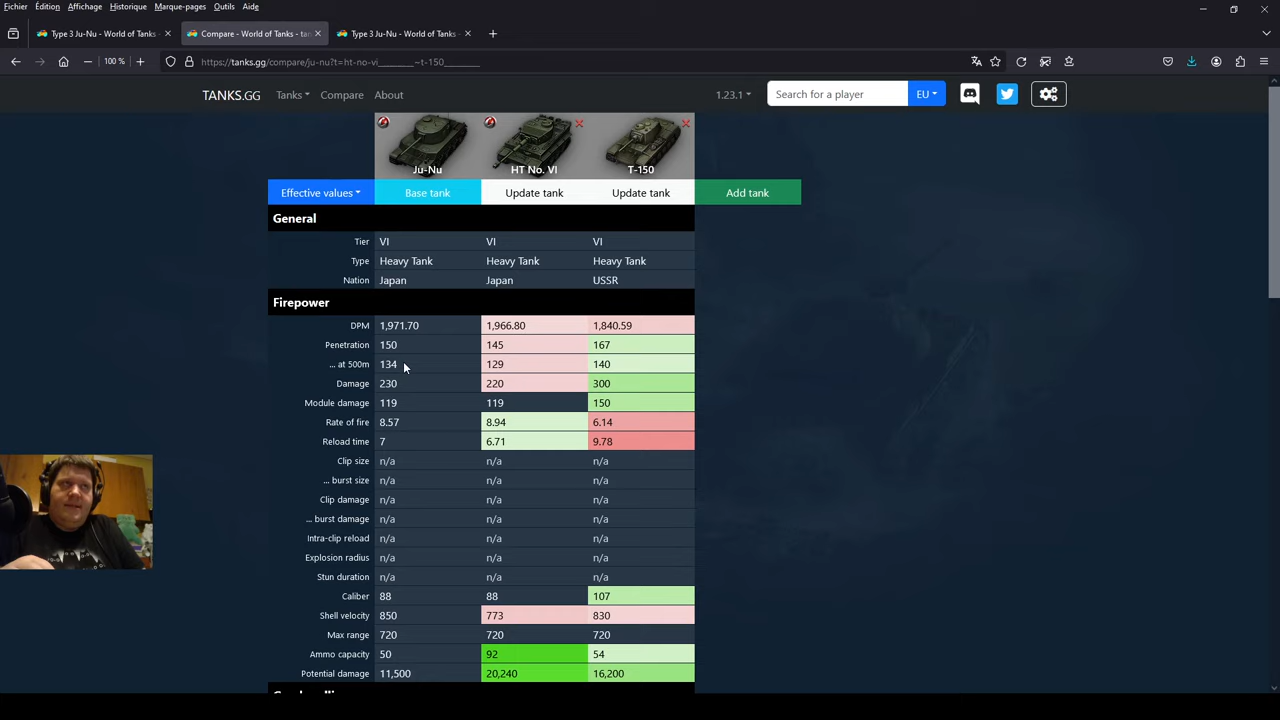 Fichier Édition Affichage Historique Marque-pages Outils Aide
Type 3 Ju-Nu - World of Tanks - Compare - World of Tanks - tan Type 3 Ju-Nu - World of Tanks -
100 % https://tanks.gg/compare/ju-nu?t=ht-no-vi________~t-150________
TANKS.GG Tanks Compare About 1.23.1 Search for a player EU
Ju-Nu HT No. VI T-150
Effective values Base tank Update tank Update tank Add tank
General
Tier VI VI VI
Type Heavy Tank Heavy Tank Heavy Tank
Nation Japan Japan USSR
Firepower
DPM 1,971.70 1,966.80 1,840.59
Penetration 150 145 167
... at 500m 134 129 140
Damage 230 220 300
Module damage 119 119 150
Rate of fire 8.57 8.94 6.14
Reload time 7 6.71 9.78
Clip size n/a n/a n/a
... burst size n/a n/a n/a
Clip damage n/a n/a n/a
... burst damage n/a n/a n/a
Intra-clip reload n/a n/a n/a
Explosion radius n/a n/a n/a
Stun duration n/a n/a n/a
Caliber 88 88 107
Shell velocity 850 773 830
Max range 720 720 720
Ammo capacity 50 92 54
Potential damage 11,500 20,240 16,200